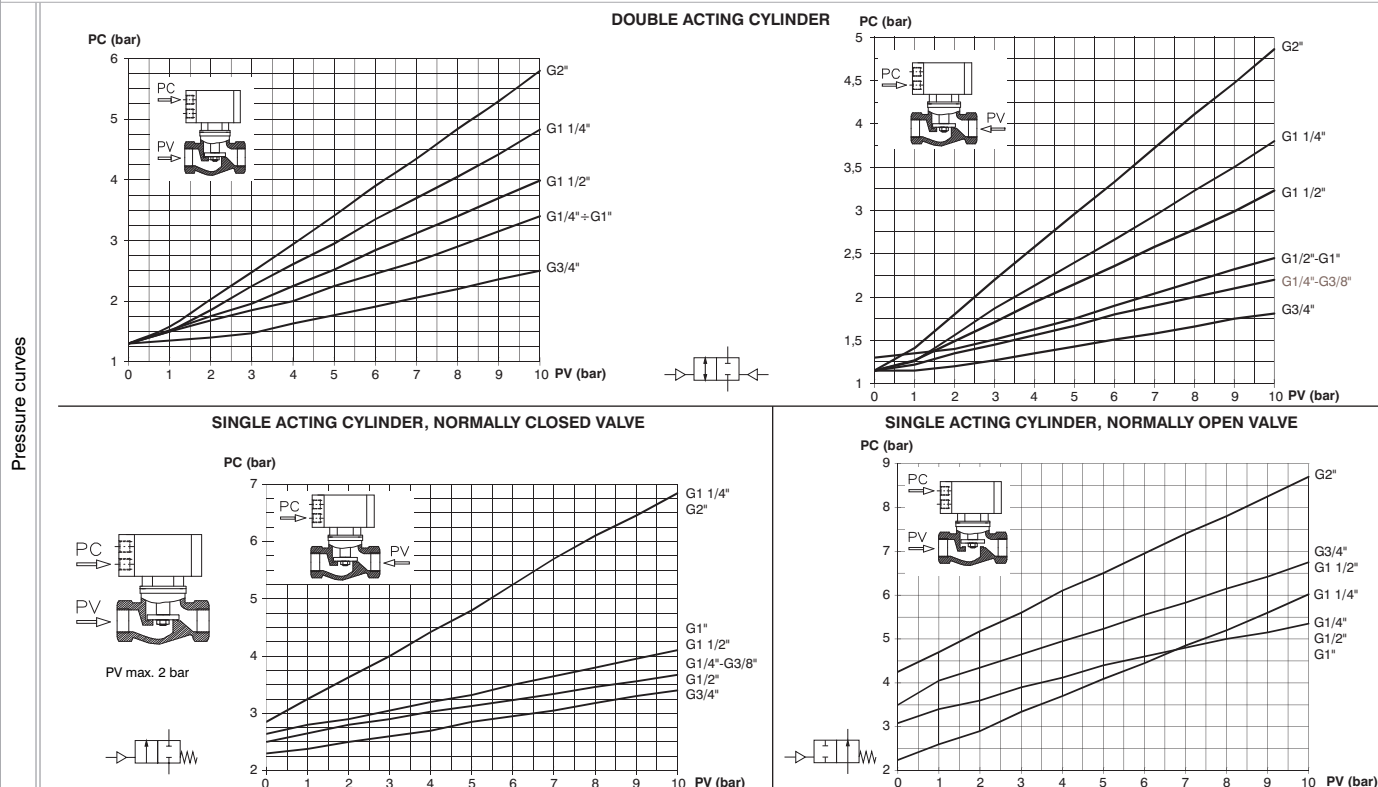 Pressure curves
DOUBLE ACTING CYLINDER
PC (bar)
6
5
4
3
2
1
0 1 2 3 4 5 6 7 8 9 10 PV (bar)
PC
PV
G2"
G1 1/4"
G1 1/2"
G1/4"÷G1"
G3/4"
PC (bar)
5
4,5
4
3,5
3
2,5
2
1,5
1
0 1 2 3 4 5 6 7 8 9 10
PV (bar)
PC
PV
G2"
G1 1/4"
G1 1/2"
G1/2"-G1"
G1/4"-G3/8"
G3/4"
SINGLE ACTING CYLINDER, NORMALLY CLOSED VALVE
PC
PV
PV max. 2 bar
PC (bar)
7
6
5
4
3
2
0 1 2 3 4 5 6 7 8 9 10 PV (bar)
PC
PV
G1 1/4"
G2"
G1"
G1 1/2"
G1/4"-G3/8"
G1/2"
G3/4"
SINGLE ACTING CYLINDER, NORMALLY OPEN VALVE
PC (bar)
9
8
7
6
5
4
3
2
0 1 2 3 4 5 6 7 8 9 10 PV (bar)
PC
PV
G2"
G3/4"
G1 1/2"
G1 1/4"
G1/4"
G1/2"
G1"